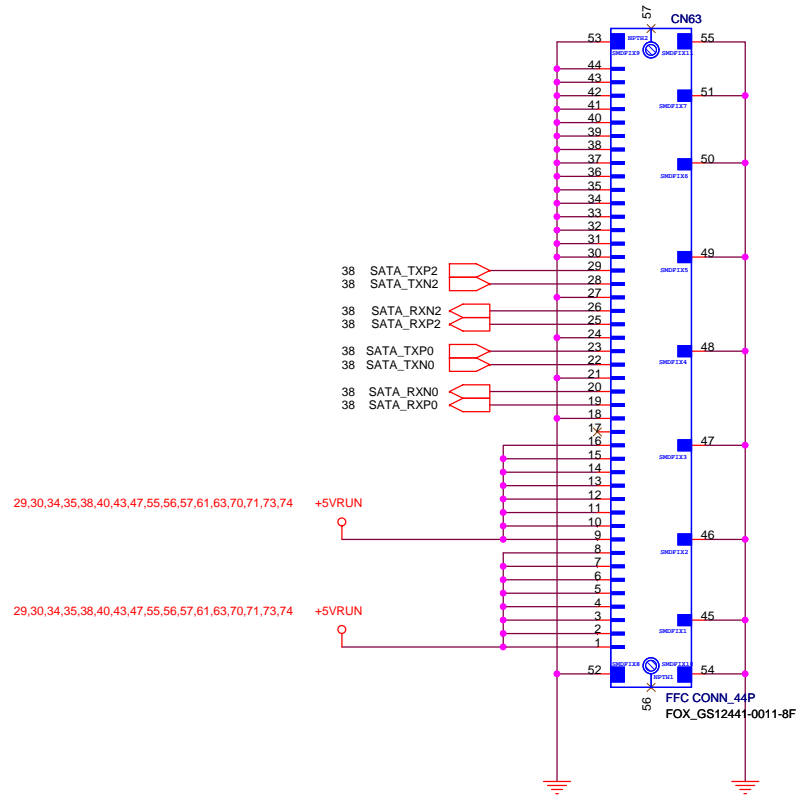 57
CN63
53 NPTH2 55
SMDFIX9 SMDFIX11
44
43
42 51
41 SMDFIX7
40
39
38
37 50
36 SMDFIX6
35
34
33
32
31
30 49
38 SATA_TXP2 29 SMDFIX5
38 SATA_TXN2 28
27
38 SATA_RXN2 26
38 SATA_RXP2 25
24
38 SATA_TXP0 23 48
38 SATA_TXN0 22 SMDFIX4
21
38 SATA_RXN0 20
38 SATA_RXP0 19
18
17
16 47
15 SMDFIX3
14
13
12
29,30,34,35,38,40,43,47,55,56,57,61,63,70,71,73,74 +5VRUN
11
10
9 46
8 SMDFIX2
7
6
5
4
29,30,34,35,38,40,43,47,55,56,57,61,63,70,71,73,74 +5VRUN
3 45
2 SMDFIX1
1
SMDFIX8 SMDFIX10
52 NPTH1 54
56
FFC CONN_44P
FOX_GS12441-0011-8F